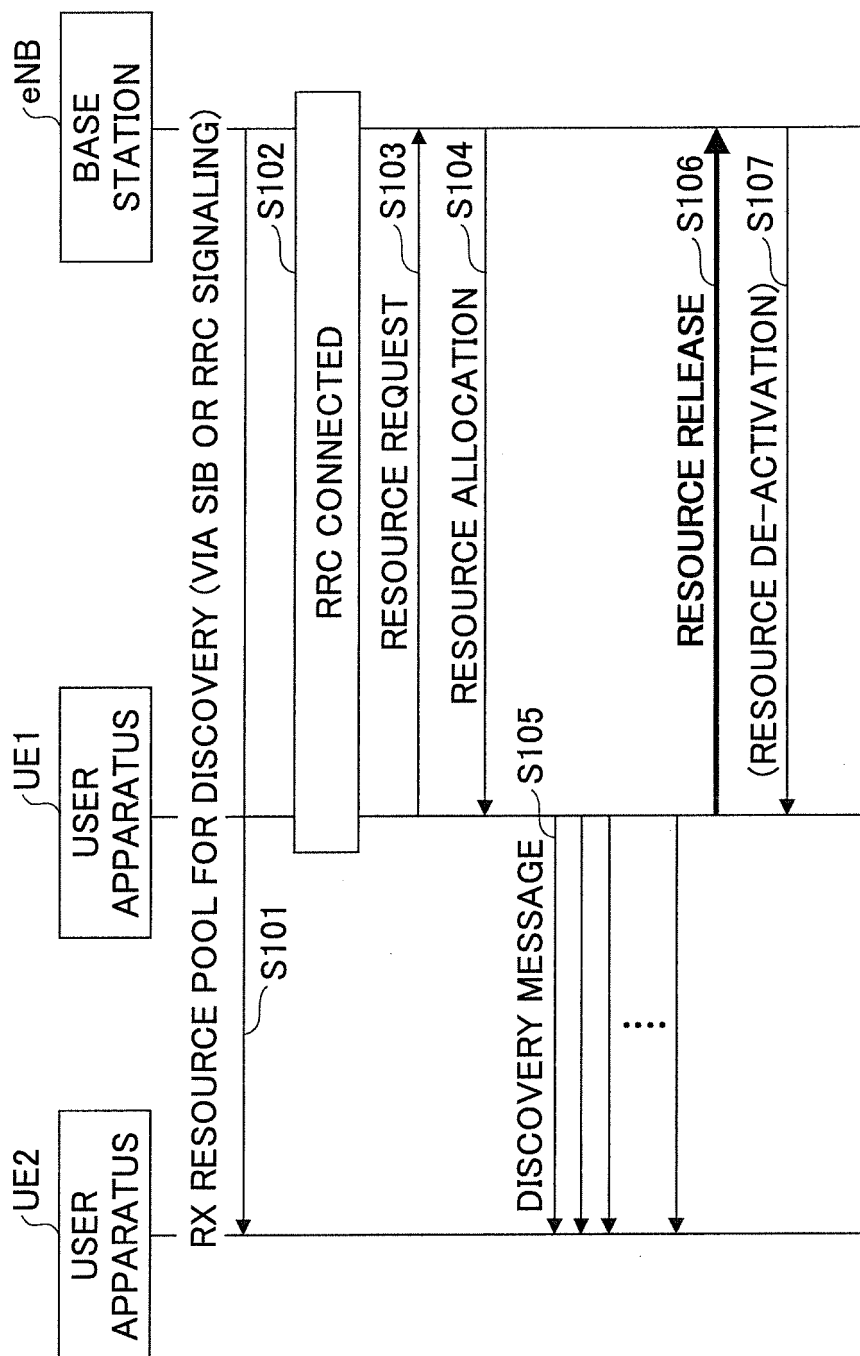 UE2
USER
APPARATUS
UE1
USER
APPARATUS
eNB
BASE
STATION
RX RESOURCE POOL FOR DISCOVERY (VIA SIB OR RRC SIGNALING)
S101
S102
RRC CONNECTED
RESOURCE REQUEST
S103
RESOURCE ALLOCATION
S104
DISCOVERY MESSAGE
S105
....
RESOURCE RELEASE
S106
(RESOURCE DE-ACTIVATION)
S107